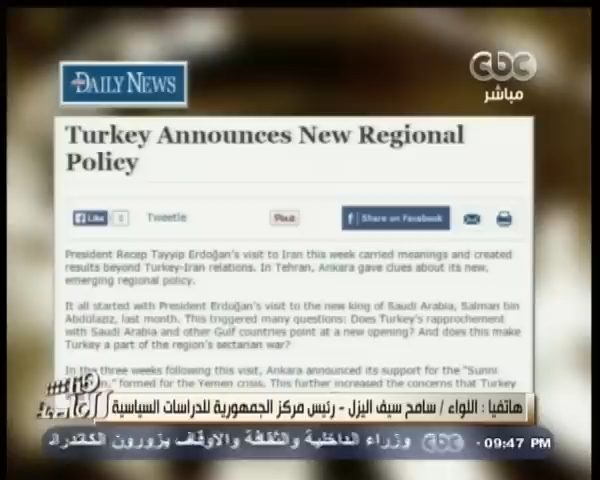 DAILY NEWS
cbc
مباشر
Turkey Announces New Regional
Policy
Like 0 Tweetle Pin it Share on Facebook
President Recep Tayyip Erdoğan's visit to Iran this week carried meanings and created
results beyond Turkey-Iran relations. In Tehran, Ankara gave clues about its new,
emerging regional policy.
It all started with President Erdoğan's visit to the new king of Saudi Arabia, Salman bin
Abdülaziz, last month. This triggered many questions: Does Turkey's rapprochement
with Saudi Arabia and other Gulf countries point at a new opening? And does this make
Turkey a part of the region's sectarian war?
In the three weeks following this visit, Ankara announced its support for the "Sunni
formed for the Yemen crisis. This further increased the concerns that Turkey
هاتفيا : اللواء / سامح سيف اليزل - رئيس مركز الجمهورية للدراسات السياسية
وزراء الداخلية والثقافة والاوقاف يزورون الكاتدرا
cbc 09:47 PM